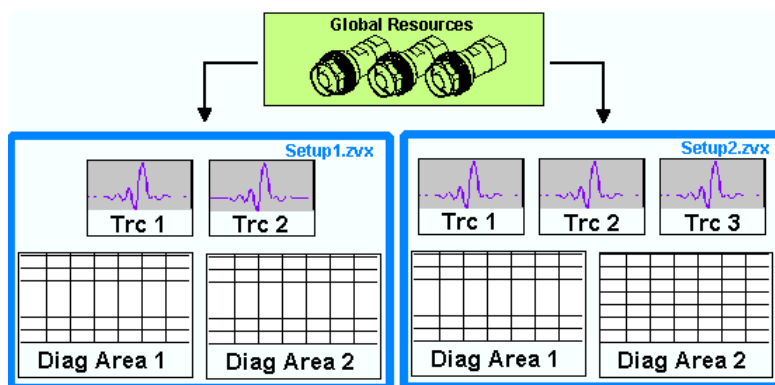 Global Resources
Setup1.zvx
Trc 1
Trc 2
Diag Area 1
Diag Area 2
Setup2.zvx
Trc 1
Trc 2
Trc 3
Diag Area 1
Diag Area 2